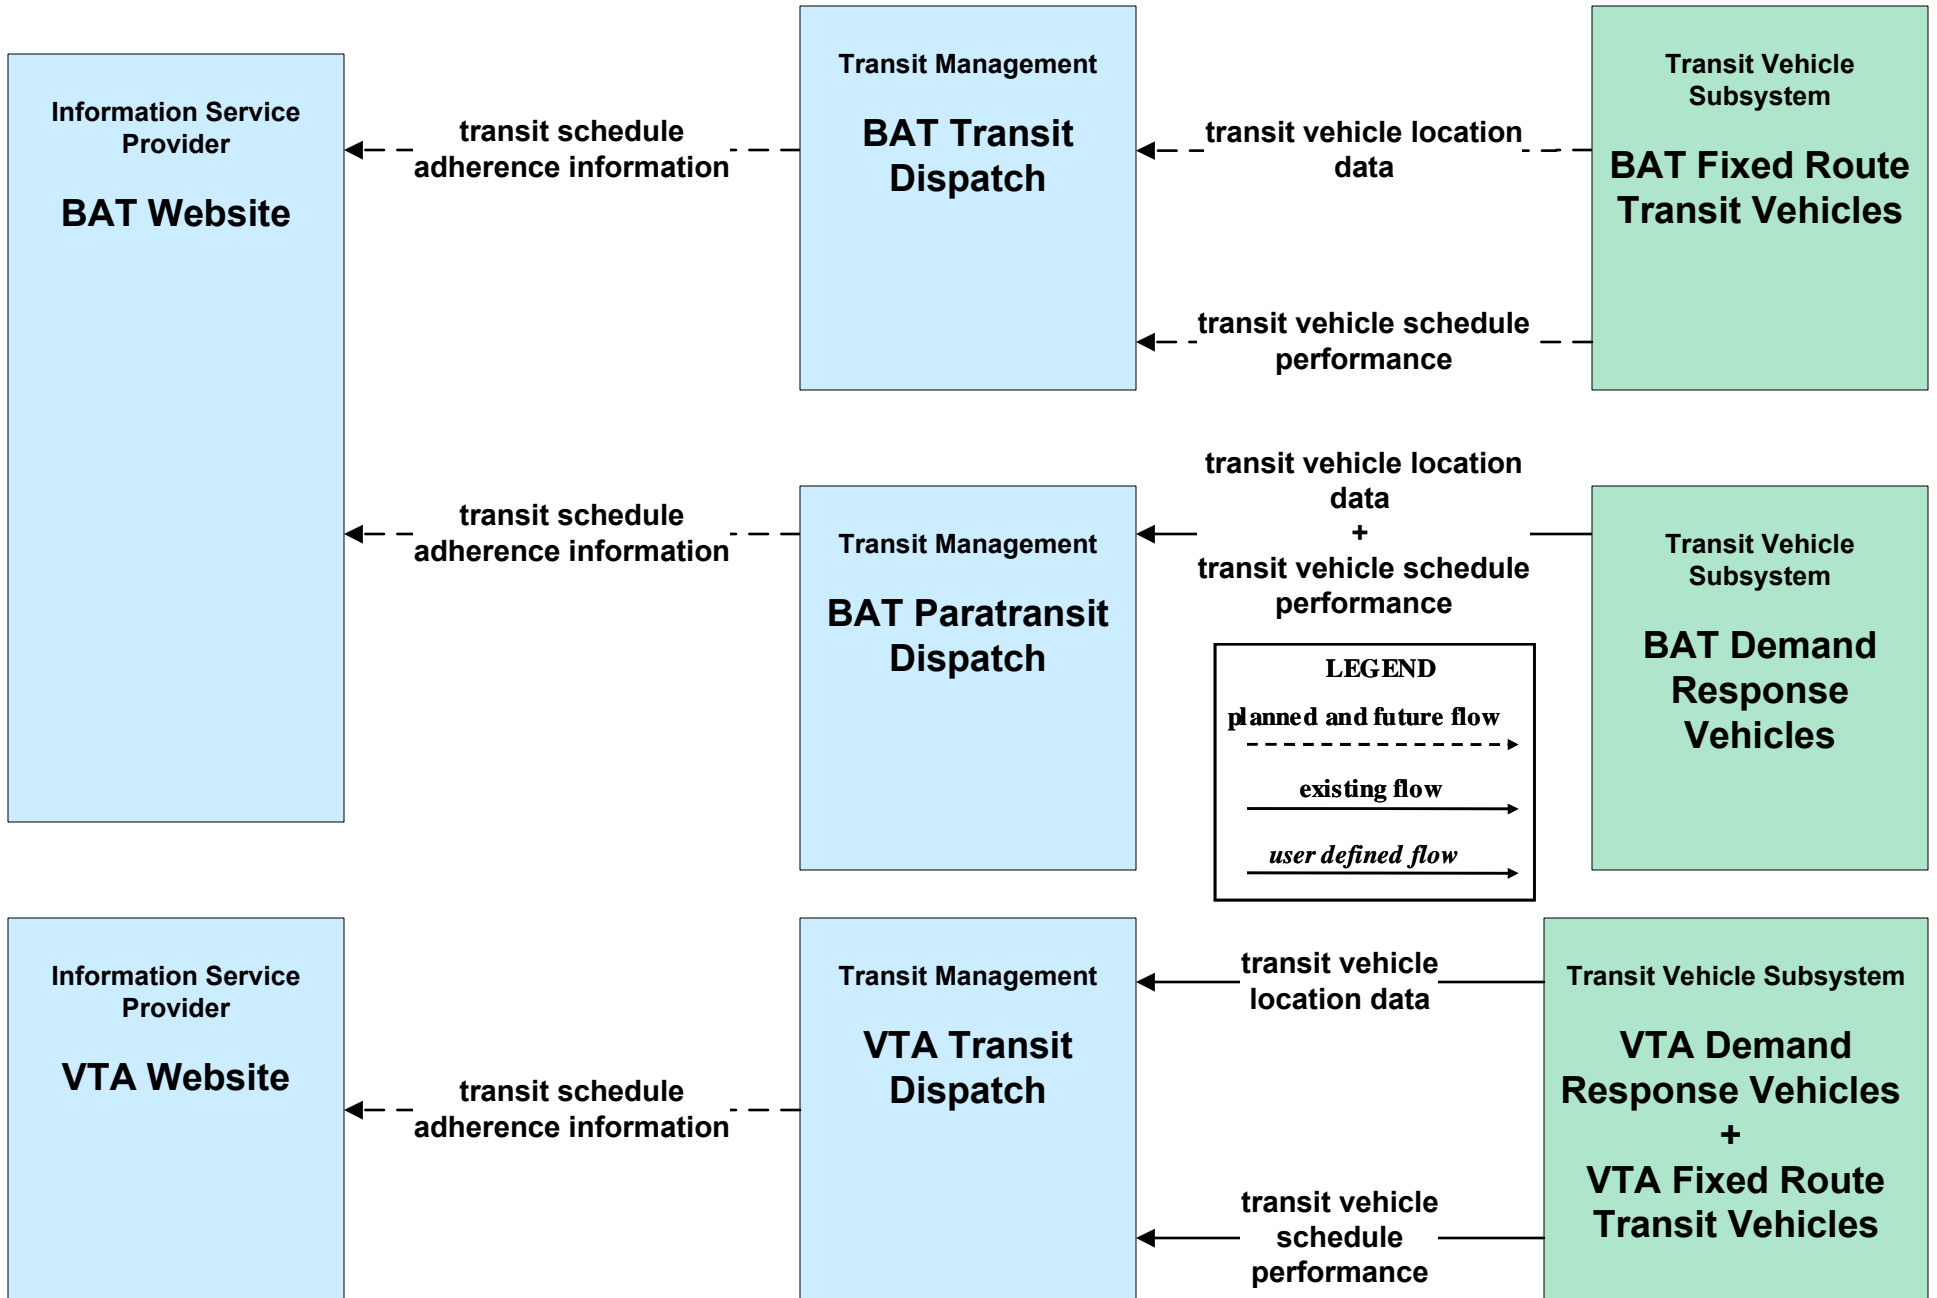 Information Service
Provider
BAT Website
transit schedule
adherence information
Transit Management
BAT Transit
Dispatch
transit vehicle location
data
transit vehicle schedule
performance
Transit Vehicle
Subsystem
BAT Fixed Route
Transit Vehicles
transit schedule
adherence information
Transit Management
BAT Paratransit
Dispatch
transit vehicle location
data
+
transit vehicle schedule
performance
Transit Vehicle
Subsystem
BAT Demand
Response
Vehicles
LEGEND
planned and future flow
existing flow
user defined flow
Information Service
Provider
VTA Website
transit schedule
adherence information
Transit Management
VTA Transit
Dispatch
transit vehicle
location data
transit vehicle
schedule
performance
Transit Vehicle Subsystem
VTA Demand
Response Vehicles
+
VTA Fixed Route
Transit Vehicles